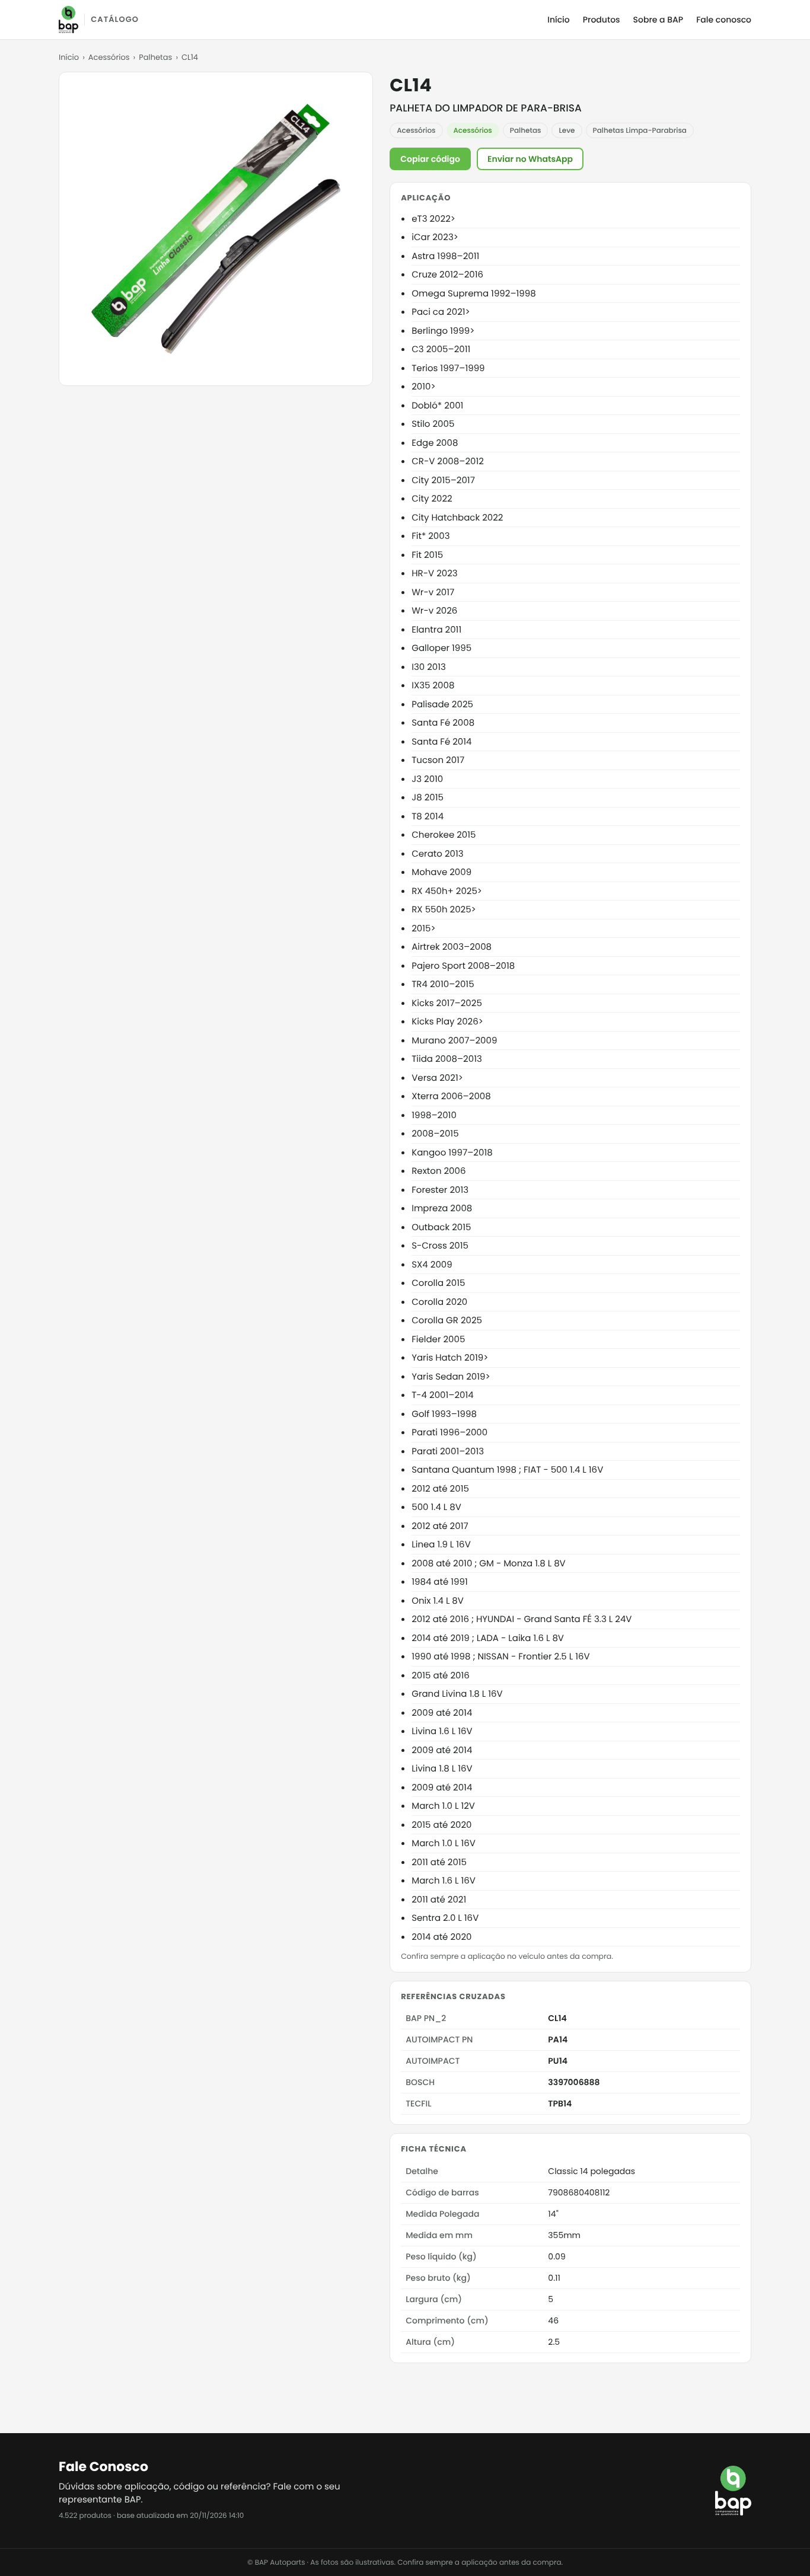 bap
CATÁLOGO
Início
Produtos
Sobre a BAP
Fale conosco
Início › Acessórios › Palhetas › CL14
CL14
Linha Classic
bap
CL14
PALHETA DO LIMPADOR DE PARA-BRISA
Acessórios
Acessórios
Palhetas
Leve
Palhetas Limpa-Parabrisa
Copiar código
Enviar no WhatsApp
APLICAÇÃO
eT3 2022>
iCar 2023>
Astra 1998–2011
Cruze 2012–2016
Omega Suprema 1992–1998
Paci ca 2021>
Berlingo 1999>
C3 2005–2011
Terios 1997–1999
2010>
Dobló* 2001
Stilo 2005
Edge 2008
CR-V 2008–2012
City 2015–2017
City 2022
City Hatchback 2022
Fit* 2003
Fit 2015
HR-V 2023
Wr-v 2017
Wr-v 2026
Elantra 2011
Galloper 1995
I30 2013
IX35 2008
Palisade 2025
Santa Fé 2008
Santa Fé 2014
Tucson 2017
J3 2010
J8 2015
T8 2014
Cherokee 2015
Cerato 2013
Mohave 2009
RX 450h+ 2025>
RX 550h 2025>
2015>
Airtrek 2003–2008
Pajero Sport 2008–2018
TR4 2010–2015
Kicks 2017–2025
Kicks Play 2026>
Murano 2007–2009
Tiida 2008–2013
Versa 2021>
Xterra 2006–2008
1998–2010
2008–2015
Kangoo 1997–2018
Rexton 2006
Forester 2013
Impreza 2008
Outback 2015
S-Cross 2015
SX4 2009
Corolla 2015
Corolla 2020
Corolla GR 2025
Fielder 2005
Yaris Hatch 2019>
Yaris Sedan 2019>
T-4 2001–2014
Golf 1993–1998
Parati 1996–2000
Parati 2001–2013
Santana Quantum 1998 ; FIAT - 500 1.4 L 16V
2012 até 2015
500 1.4 L 8V
2012 até 2017
Linea 1.9 L 16V
2008 até 2010 ; GM - Monza 1.8 L 8V
1984 até 1991
Onix 1.4 L 8V
2012 até 2016 ; HYUNDAI - Grand Santa FÉ 3.3 L 24V
2014 até 2019 ; LADA - Laika 1.6 L 8V
1990 até 1998 ; NISSAN - Frontier 2.5 L 16V
2015 até 2016
Grand Livina 1.8 L 16V
2009 até 2014
Livina 1.6 L 16V
2009 até 2014
Livina 1.8 L 16V
2009 até 2014
March 1.0 L 12V
2015 até 2020
March 1.0 L 16V
2011 até 2015
March 1.6 L 16V
2011 até 2021
Sentra 2.0 L 16V
2014 até 2020
Confira sempre a aplicação no veículo antes da compra.
REFERÊNCIAS CRUZADAS
BAP PN_2 CL14
AUTOIMPACT PN PA14
AUTOIMPACT PU14
BOSCH 3397006888
TECFIL TPB14
FICHA TÉCNICA
Detalhe Classic 14 polegadas
Código de barras 7908680408112
Medida Polegada 14"
Medida em mm 355mm
Peso líquido (kg) 0.09
Peso bruto (kg) 0.11
Largura (cm) 5
Comprimento (cm) 46
Altura (cm) 2.5
Fale Conosco
Dúvidas sobre aplicação, código ou referência? Fale com o seu
representante BAP.
4.522 produtos · base atualizada em 20/11/2026 14:10
bap
© BAP Autoparts · As fotos são ilustrativas. Confira sempre a aplicação antes da compra.